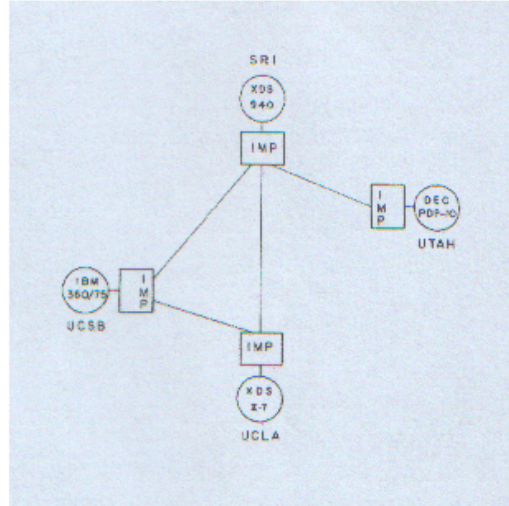 SRI
XDS
940
IMP
IMP
DEC
PDP-10
UTAH
IBM
360/75
IMP
UCSB
IMP
XDS
Σ-7
UCLA